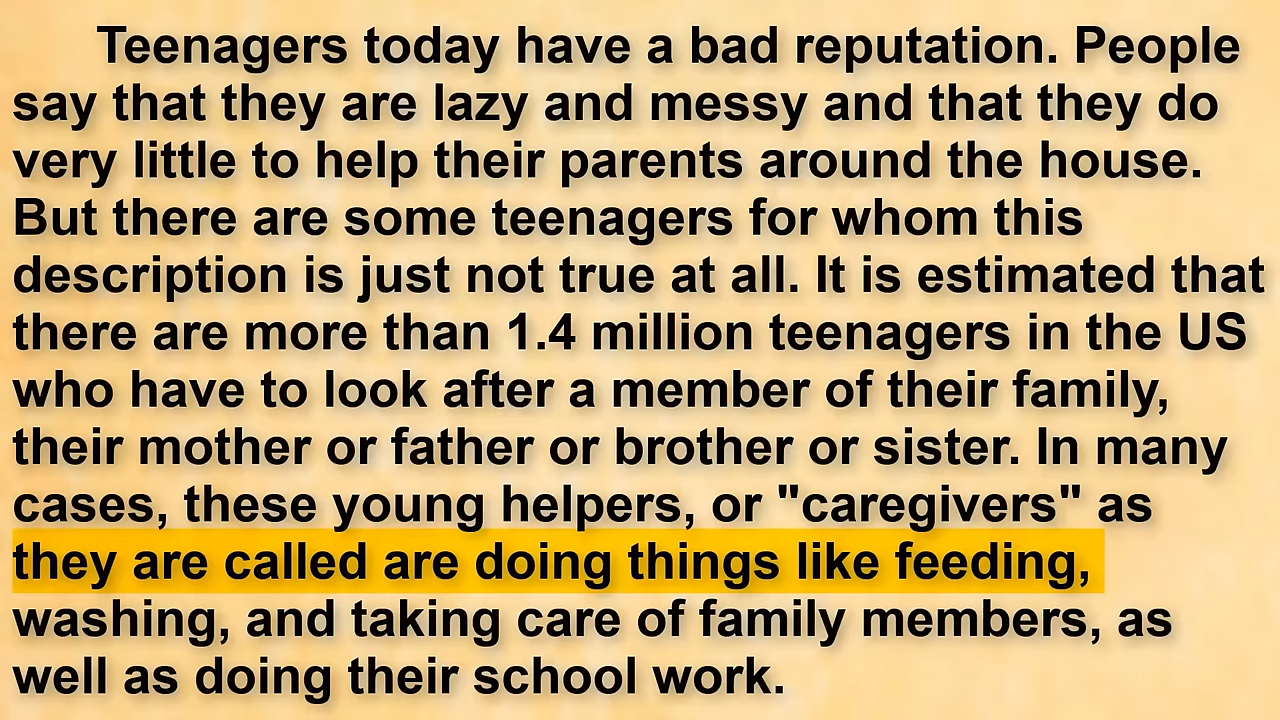 Teenagers today have a bad reputation. People
say that they are lazy and messy and that they do
very little to help their parents around the house.
But there are some teenagers for whom this
description is just not true at all. It is estimated that
there are more than 1.4 million teenagers in the US
who have to look after a member of their family,
their mother or father or brother or sister. In many
cases, these young helpers, or "caregivers" as
they are called are doing things like feeding,
washing, and taking care of family members, as
well as doing their school work.